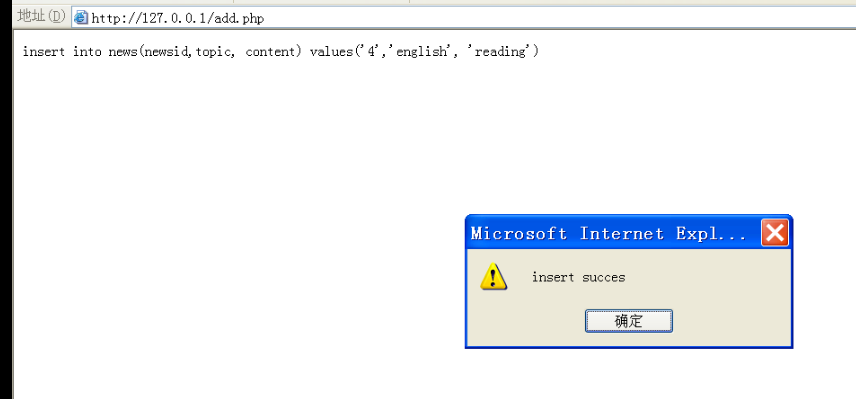 地址(D) http://127.0.0.1/add.php
insert into news(newsid,topic, content) values('4','english', 'reading')
Microsoft Internet Expl...
insert succes
确定